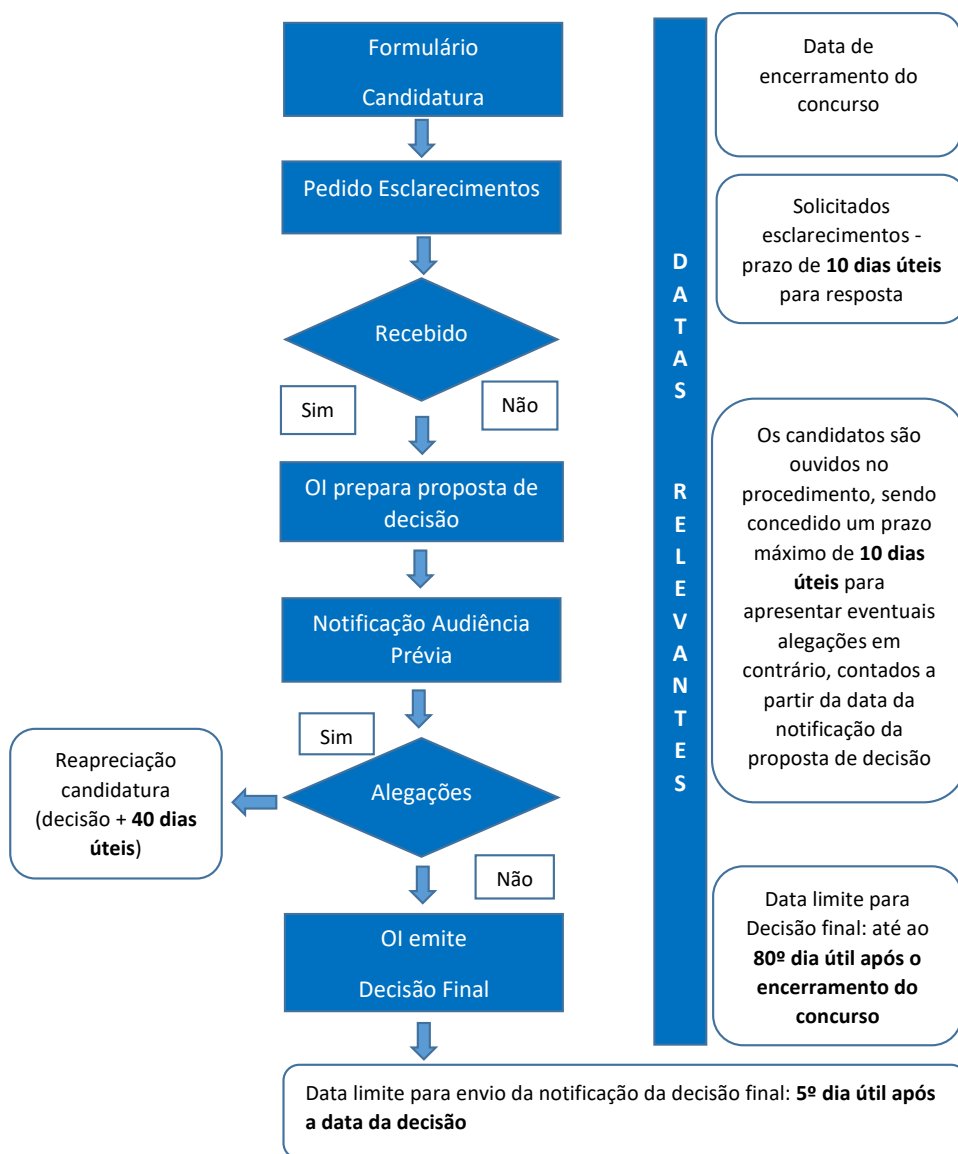 Formulário
Candidatura
Data de
encerramento do
concurso
Pedido Esclarecimentos
Solicitados
esclarecimentos -
prazo de 10 dias úteis
para resposta
Recebido
Sim
Não
DATAS
RELEVANTES
OI prepara proposta de
decisão
Os candidatos são
ouvidos no
procedimento, sendo
concedido um prazo
máximo de 10 dias
úteis para
apresentar eventuais
alegações em
contrário, contados a
partir da data da
notificação da
proposta de decisão
Notificação Audiência
Prévia
Sim
Alegações
Reapreciação
candidatura
(decisão + 40 dias
úteis)
Não
OI emite
Decisão Final
Data limite para
Decisão final: até ao
80º dia útil após o
encerramento do
concurso
Data limite para envio da notificação da decisão final: 5º dia útil após
a data da decisão